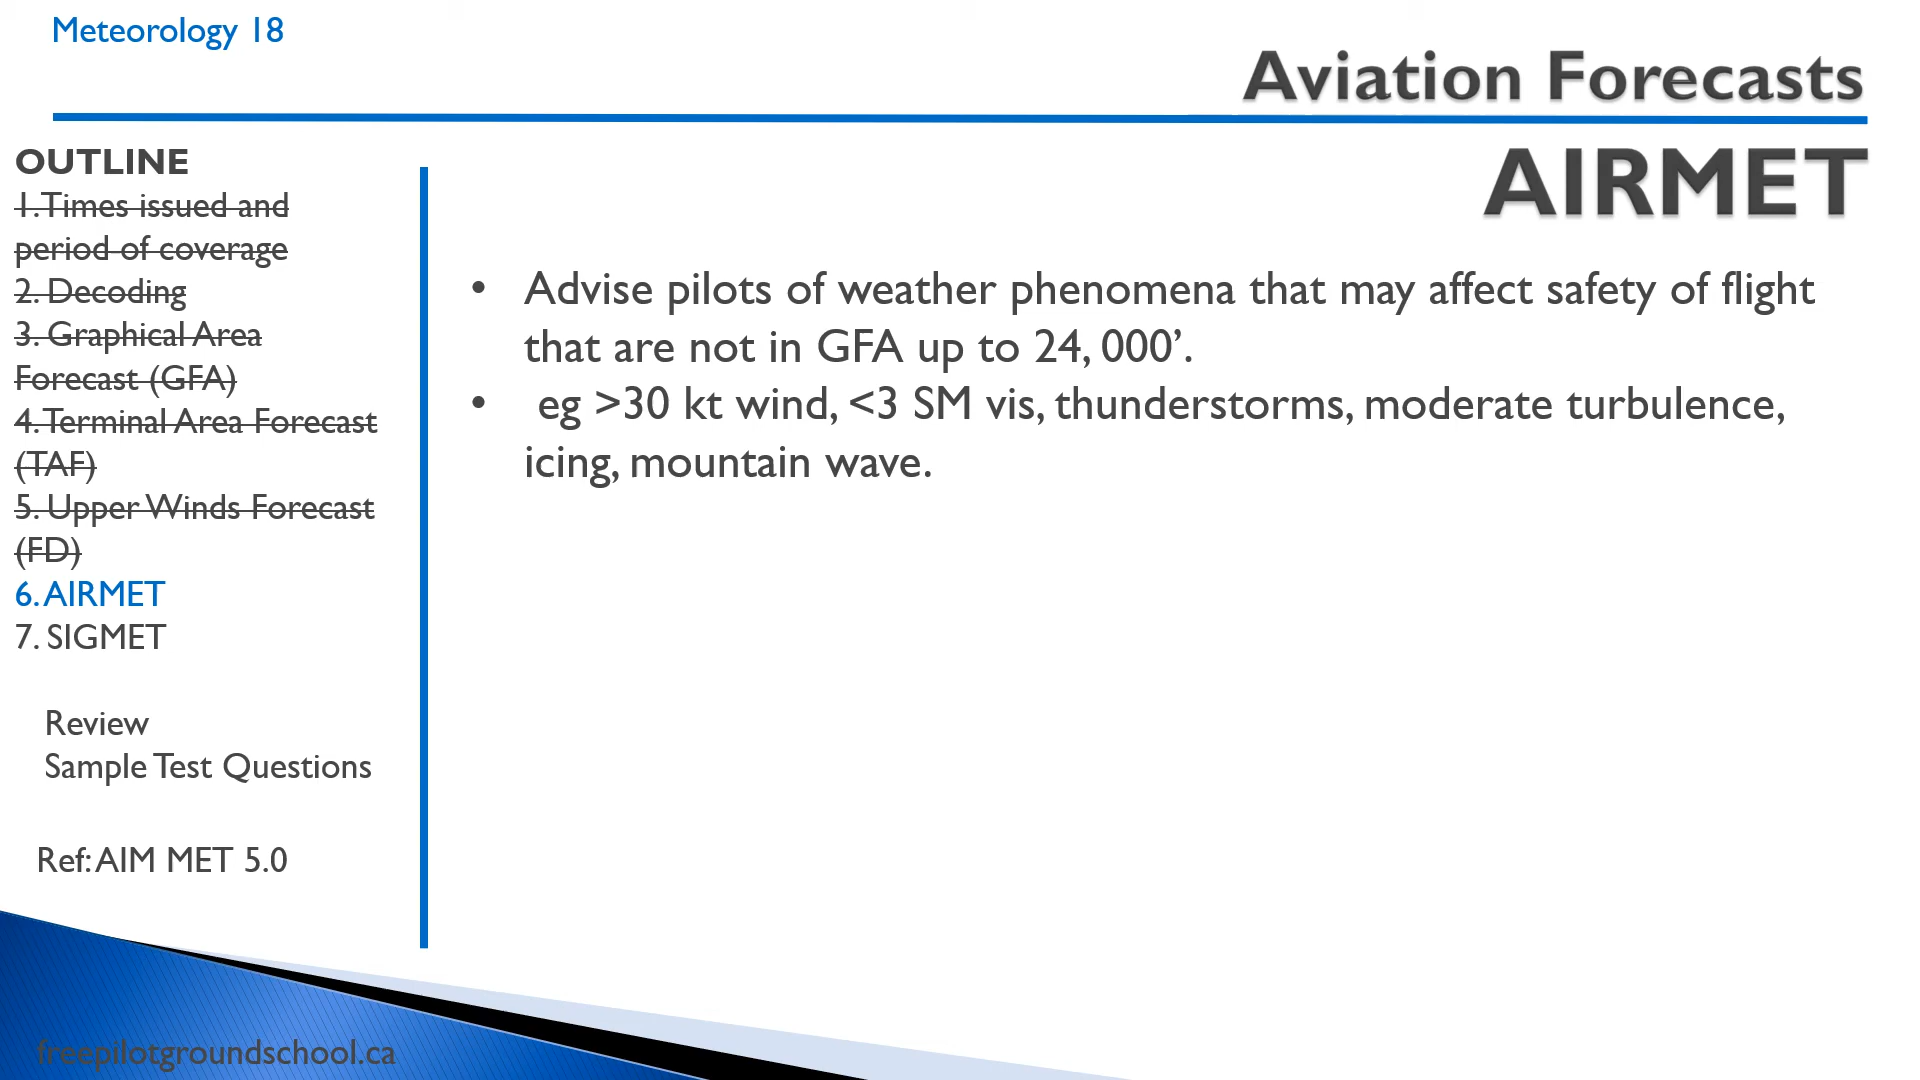 Meteorology 18
Aviation Forecasts
AIRMET
OUTLINE
1. Times issued and
period of coverage
2. Decoding
3. Graphical Area
Forecast (GFA)
4. Terminal Area Forecast
(TAF)
5. Upper Winds Forecast
(FD)
6. AIRMET
7. SIGMET
Review
Sample Test Questions
Ref: AIM MET 5.0
• Advise pilots of weather phenomena that may affect safety of flight
that are not in GFA up to 24, 000’.
• eg >30 kt wind, <3 SM vis, thunderstorms, moderate turbulence,
icing, mountain wave.
freepilotgroundschool.ca